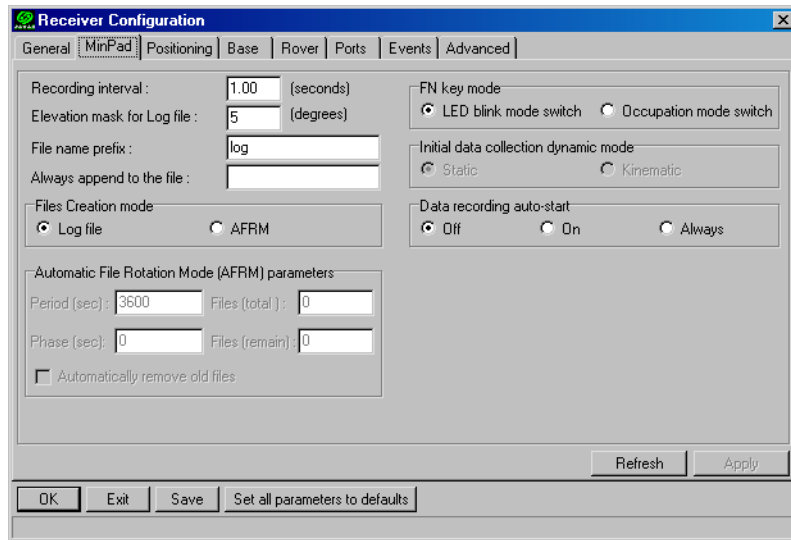 JAVAD Receiver Configuration
General MinPad Positioning Base Rover Ports Events Advanced
Recording interval : 1.00 (seconds)
Elevation mask for Log file : 5 (degrees)
File name prefix : log
Always append to the file :
Files Creation mode
Log file AFRM
Automatic File Rotation Mode (AFRM) parameters
Period (sec) : 3600 Files (total ) : 0
Phase (sec): 0 Files (remain) : 0
Automatically remove old files
FN key mode
LED blink mode switch Occupation mode switch
Initial data collection dynamic mode
Static Kinematic
Data recording auto-start
Off On Always
Refresh Apply
OK Exit Save Set all parameters to defaults